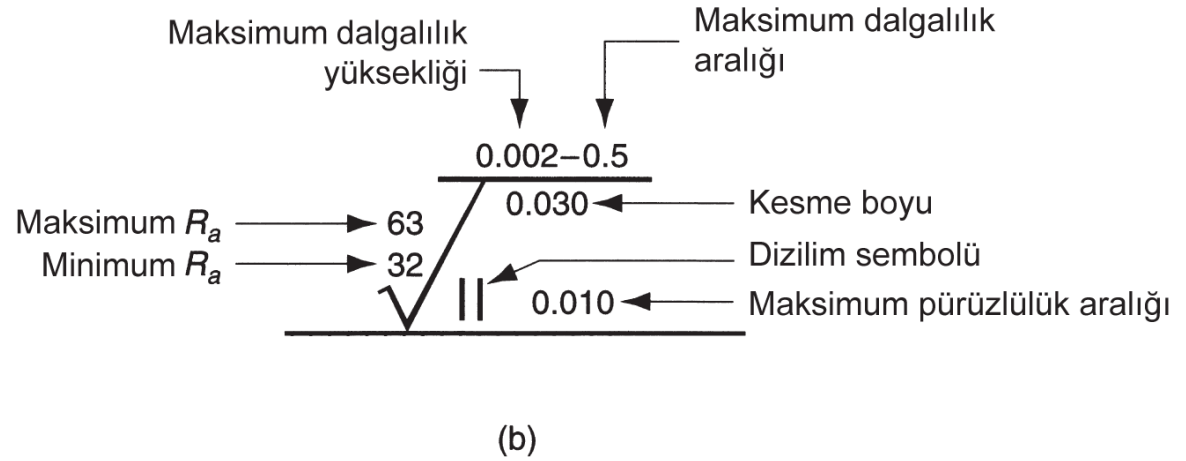 Maksimum dalgalılık
yüksekliği
Maksimum dalgalılık
aralığı
0.002–0.5
0.030
Kesme boyu
Maksimum Ra
63
Minimum Ra
32
Dizilim sembolü
0.010
Maksimum pürüzlülük aralığı
(b)